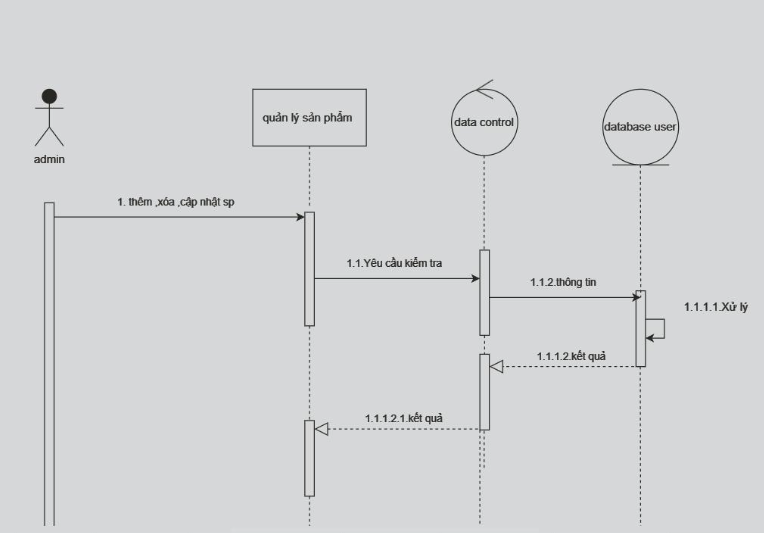 quản lý sản phẩm
data control
database user
admin
1. thêm ,xóa ,cập nhật sp
1.1.Yêu cầu kiểm tra
1.1.2.thông tin
1.1.1.1.Xử lý
1.1.1.2.kết quả
1.1.1.2.1.kết quả